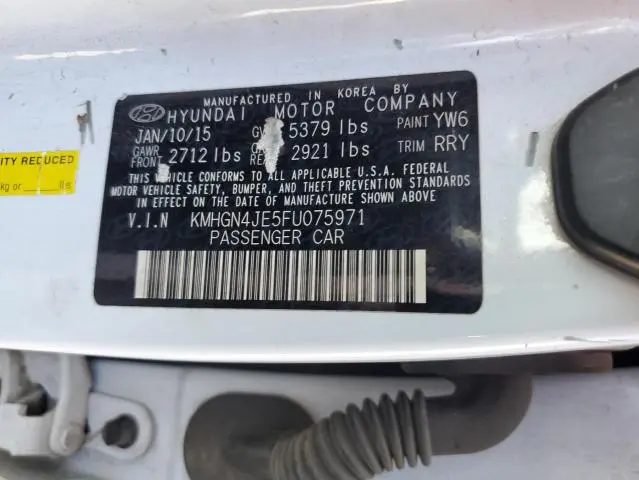 MANUFACTURED IN KOREA BY
HYUNDAI MOTOR COMPANY
JAN/10/15 5379 lbs PAINT YW6
GAWR
FRONT 2712 lbs 2921 lbs TRIM RRY
THIS VEHICLE CONFORMS TO ALL APPLICABLE U.S.A. FEDERAL
MOTOR VEHICLE SAFETY, BUMPER, AND THEFT PREVENTION STANDARDS
IN EFFECT ON THE DATE OF MANUFACTURE SHOWN ABOVE
V.I.N KMHGN4JE5FU075971
PASSENGER CAR
REDUCED
kg or lbs